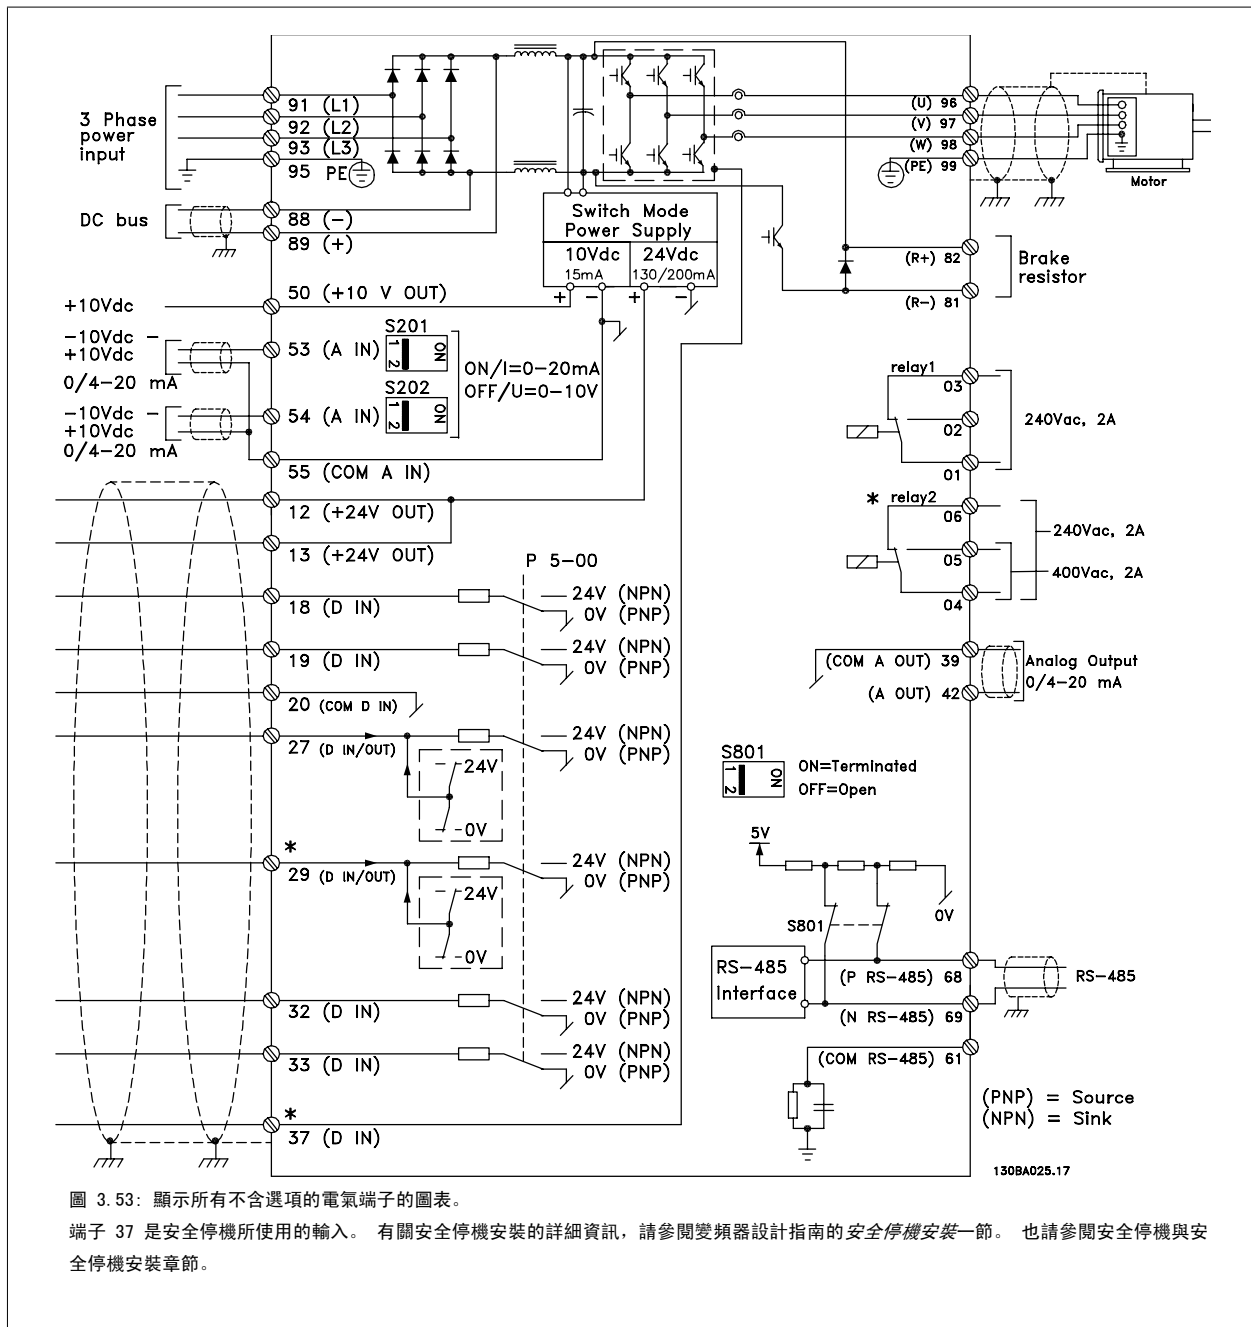 3 Phase
power
input
91 (L1)
92 (L2)
93 (L3)
95 PE
DC bus
88 (-)
89 (+)
Switch Mode
Power Supply
10Vdc
15mA
24Vdc
130/200mA
+ - + -
(U) 96
(V) 97
(W) 98
(PE) 99
Motor
(R+) 82
(R-) 81
Brake
resistor
+10Vdc
50 (+10 V OUT)
-10Vdc -
+10Vdc
0/4-20 mA
53 (A IN)
S201
1 2
ON
-10Vdc -
+10Vdc
0/4-20 mA
54 (A IN)
S202
1 2
ON
ON/I=0-20mA
OFF/U=0-10V
55 (COM A IN)
12 (+24V OUT)
13 (+24V OUT)
P 5-00
18 (D IN)
24V (NPN)
0V (PNP)
19 (D IN)
24V (NPN)
0V (PNP)
20 (COM D IN)
27 (D IN/OUT)
24V (NPN)
0V (PNP)
24V
0V
*
29 (D IN/OUT)
24V (NPN)
0V (PNP)
24V
0V
32 (D IN)
24V (NPN)
0V (PNP)
33 (D IN)
24V (NPN)
0V (PNP)
*
37 (D IN)
relay1
03
02
01
240Vac, 2A
* relay2
06
05
04
240Vac, 2A
400Vac, 2A
(COM A OUT) 39
(A OUT) 42
Analog Output
0/4-20 mA
S801
1 2
ON
ON=Terminated
OFF=Open
5V
0V
S801
RS-485
Interface
(P RS-485) 68
(N RS-485) 69
RS-485
(COM RS-485) 61
(PNP) = Source
(NPN) = Sink
130BA025.17
圖 3.53: 顯示所有不含選項的電氣端子的圖表。
端子 37 是安全停機所使用的輸入。 有關安全停機安裝的詳細資訊，請參閱變頻器設計指南的安全停機安裝一節。 也請參閱安全停機與安
全停機安裝章節。